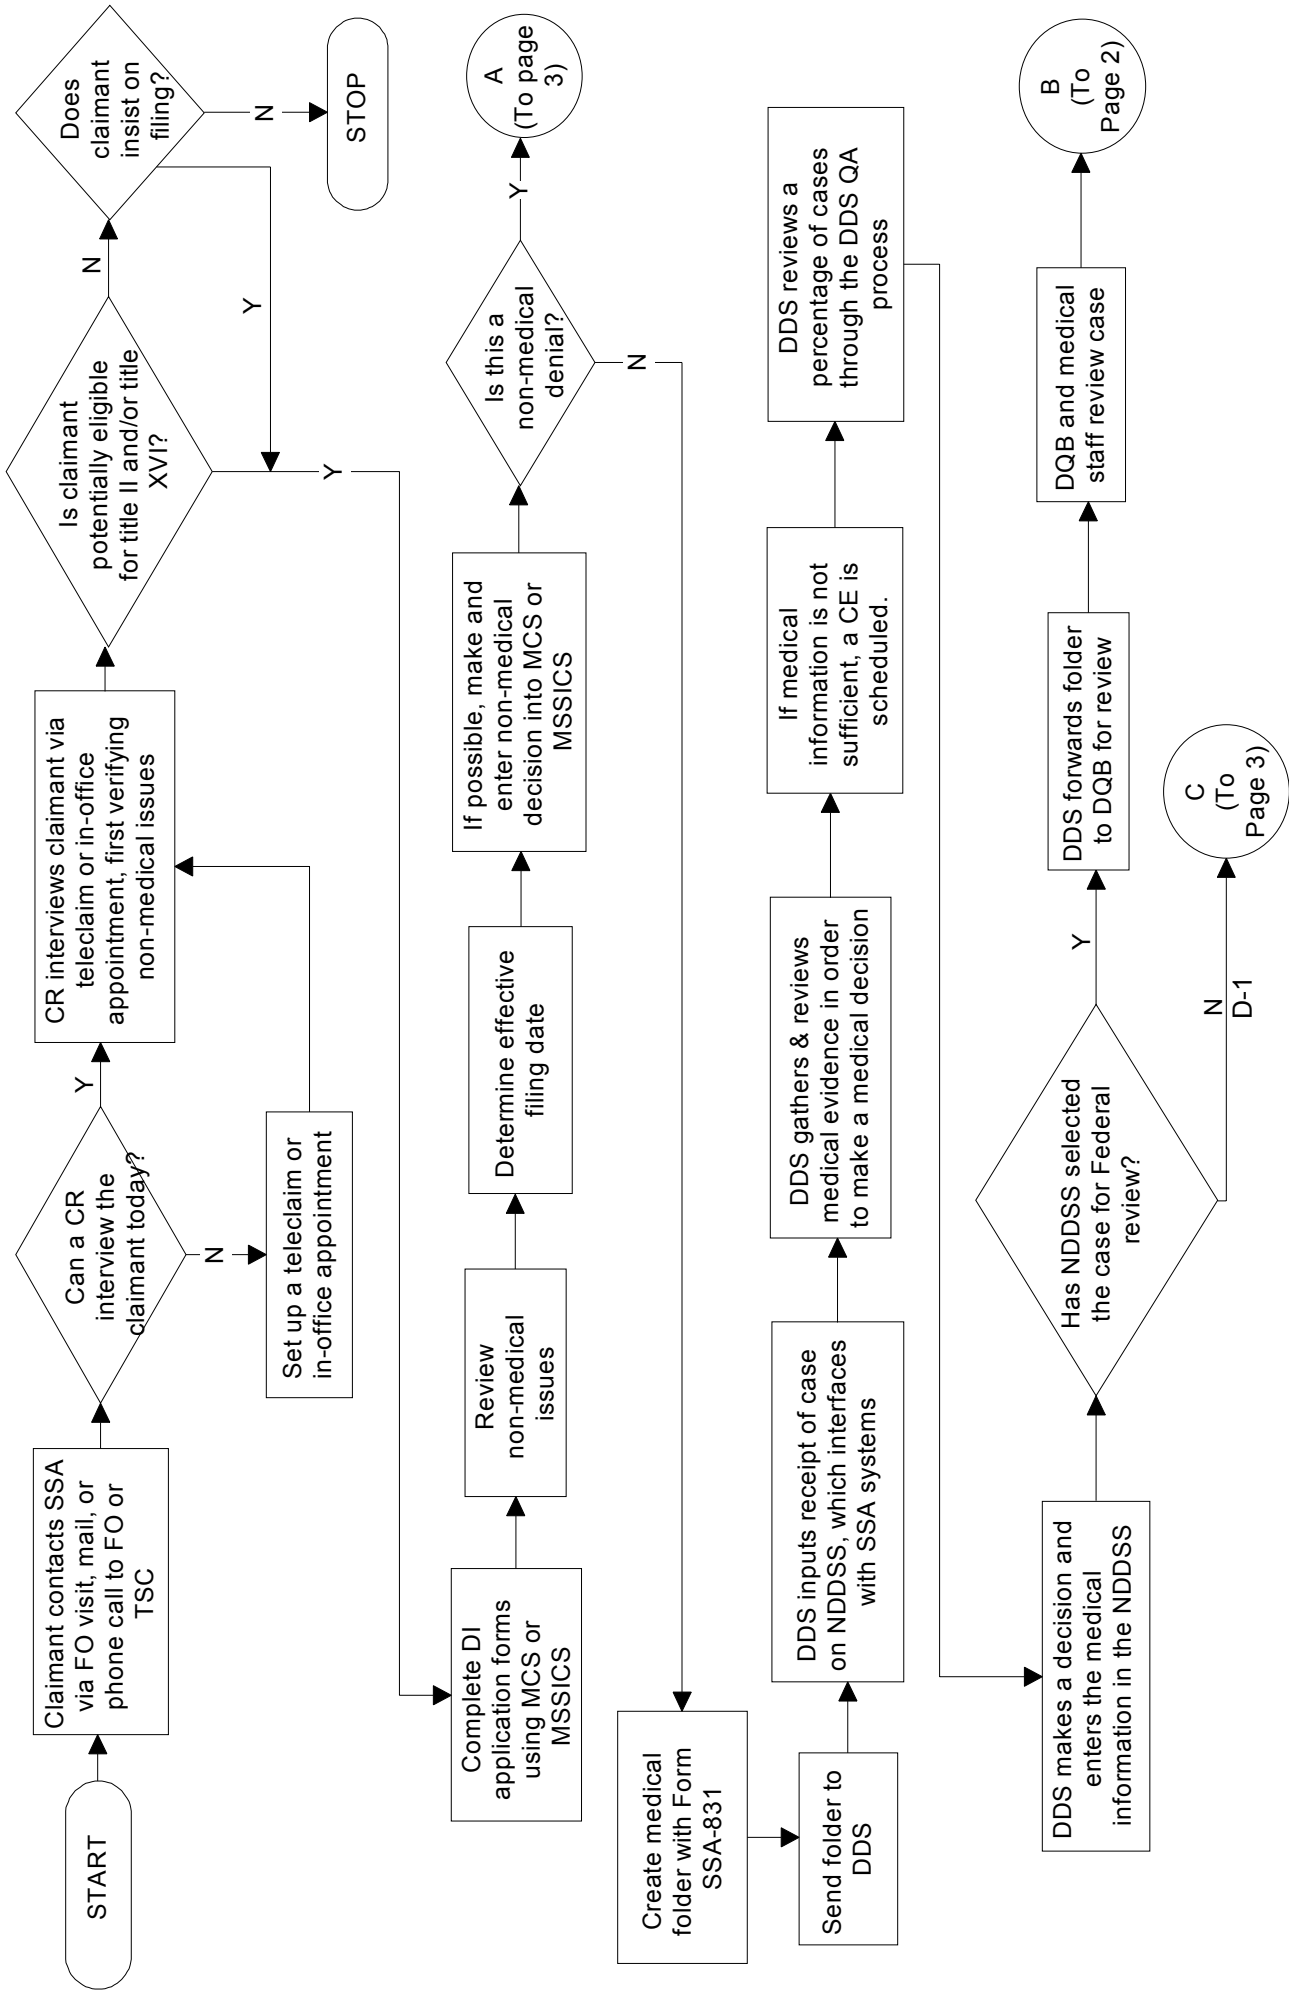 START
Claimant contacts SSA
via FO visit, mail, or
phone call to FO or
TSC
Can a CR
interview the
claimant today?
Y
N
Set up a teleclaim or
in-office appointment
CR interviews claimant via
teleclaim or in-office
appointment, first verifying
non-medical issues
Is claimant
potentially eligible
for title II and/or title
XVI?
N
Y
Does
claimant
insist on
filing?
Y
N
STOP
Complete DI
application forms
using MCS or
MSSICS
Review
non-medical
issues
Determine effective
filing date
If possible, make and
enter non-medical
decision into MCS or
MSSICS
Is this a
non-medical
denial?
Y
N
A
(To page
3)
Create medical
folder with Form
SSA-831
Send folder to
DDS
DDS inputs receipt of case
on NDDSS, which interfaces
with SSA systems
DDS gathers & reviews
medical evidence in order
to make a medical decision
If medical
information is not
sufficient, a CE is
scheduled.
DDS reviews a
percentage of cases
through the DDS QA
process
DDS makes a decision and
enters the medical
information in the NDDSS
Has NDDSS selected
the case for Federal
review?
Y
N
D-1
DDS forwards folder
to DQB for review
DQB and medical
staff review case
B
(To
Page 2)
C
(To
Page 3)